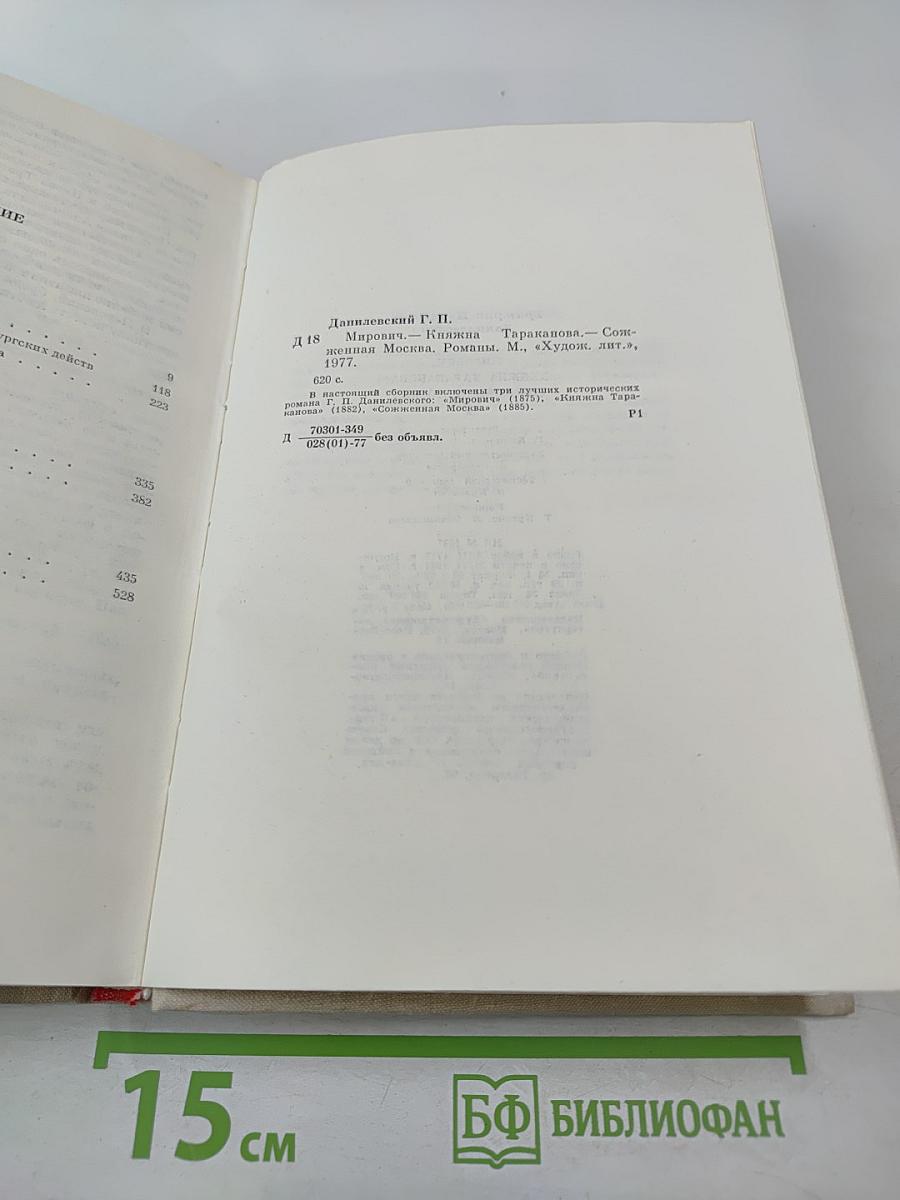 ИЕ
ургских действ
9
а
118
223
335
382
435
528
Данилевский Г. П.
Д 18 Мирович.— Княжна Тараканова.— Сож-
женная Москва. Романы. М., «Худож. лит.»,
1977.
620 с.
В настоящий сборник включены три лучших исторических
романа Г. П. Данилевского: «Мирович» (1875), «Княжна Тара-
канова» (1882), «Сожженная Москва» (1885).
Р1
Д 70301-349
028(01)-77 без объявл.
15 см
БФ БИБЛИОФАН